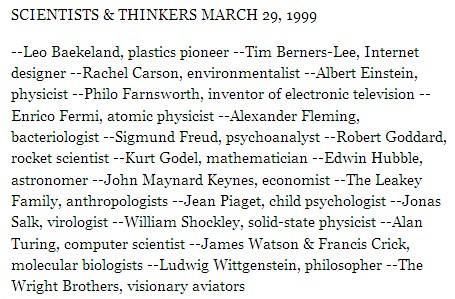 SCIENTISTS & THINKERS MARCH 29, 1999
--Leo Baekeland, plastics pioneer --Tim Berners-Lee, Internet
designer --Rachel Carson, environmentalist --Albert Einstein,
physicist --Philo Farnsworth, inventor of electronic television --
Enrico Fermi, atomic physicist --Alexander Fleming,
bacteriologist --Sigmund Freud, psychoanalyst --Robert Goddard,
rocket scientist --Kurt Godel, mathematician --Edwin Hubble,
astronomer --John Maynard Keynes, economist --The Leakey
Family, anthropologists --Jean Piaget, child psychologist --Jonas
Salk, virologist --William Shockley, solid-state physicist --Alan
Turing, computer scientist --James Watson & Francis Crick,
molecular biologists --Ludwig Wittgenstein, philosopher --The
Wright Brothers, visionary aviators